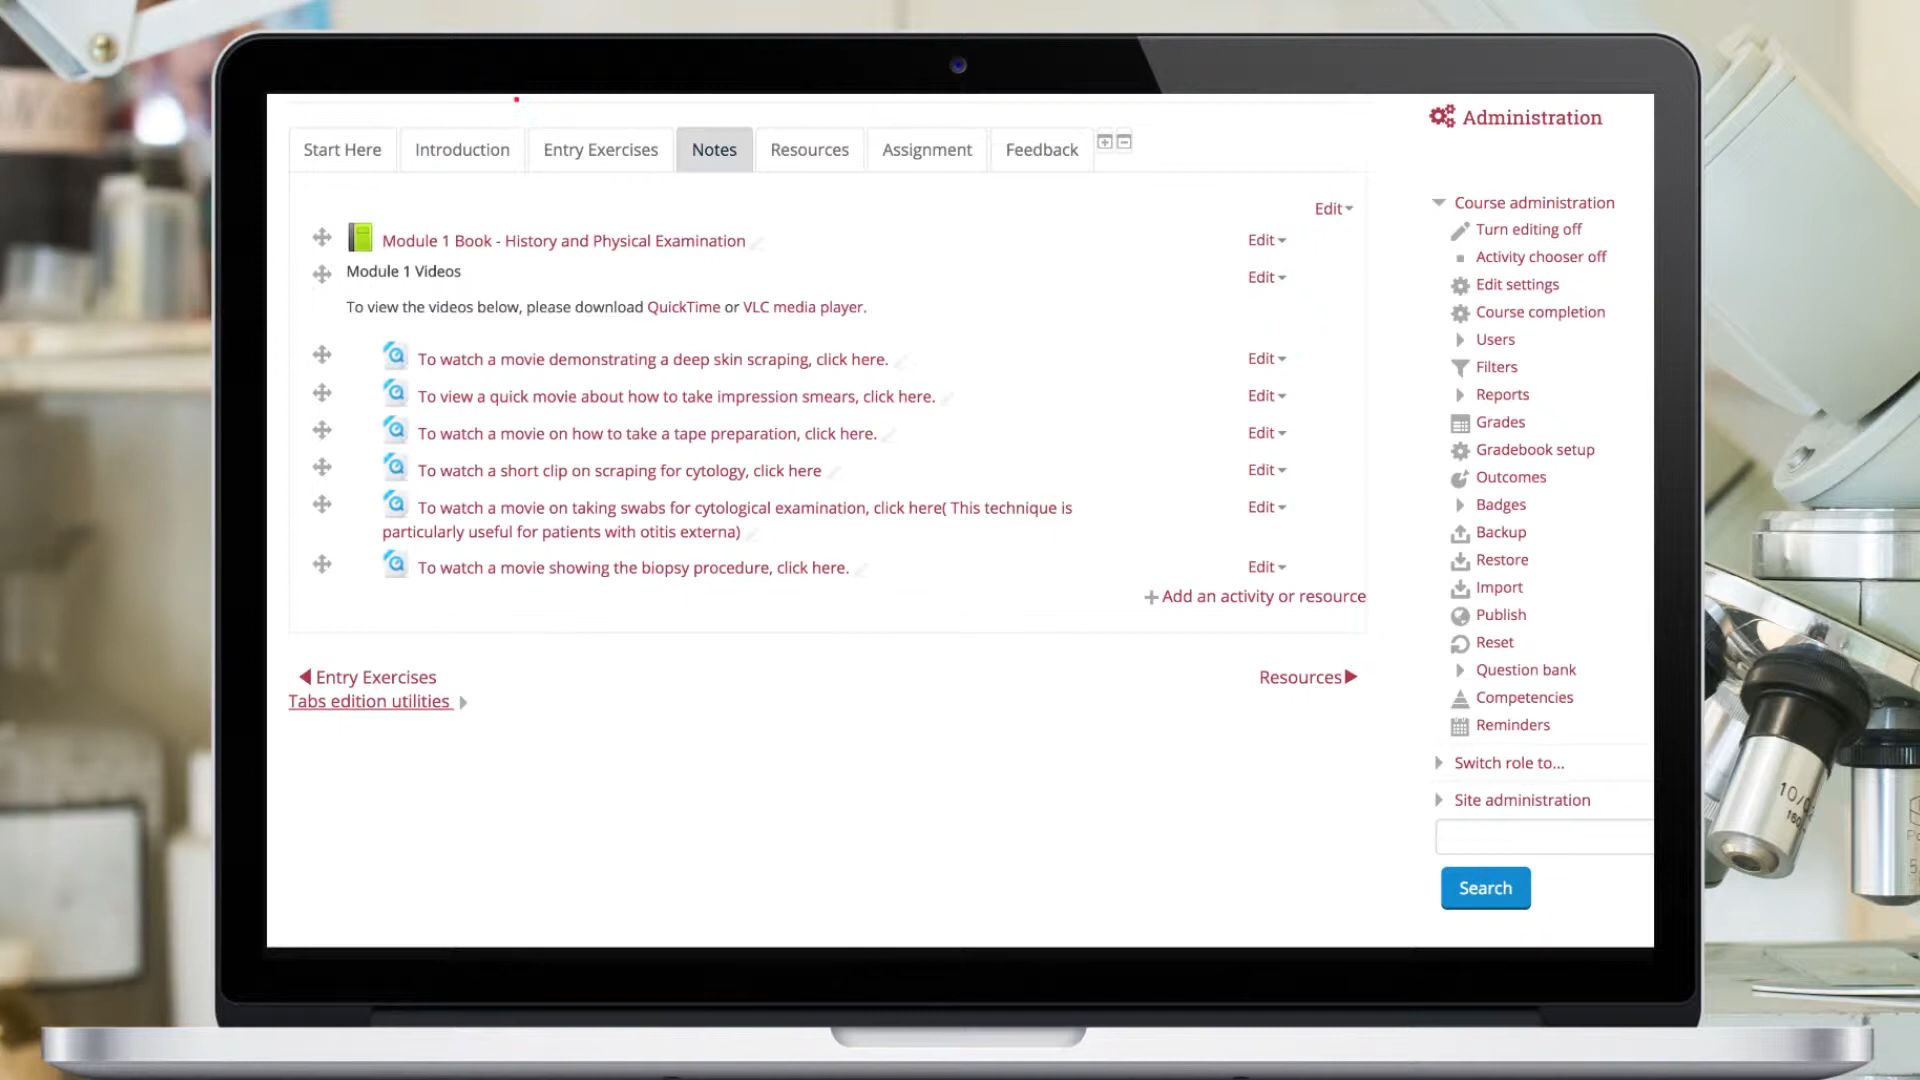 Start Here
Introduction
Entry Exercises
Notes
Resources
Assignment
Feedback
Edit
Module 1 Book - History and Physical Examination
Edit
Module 1 Videos
Edit
To view the videos below, please download QuickTime or VLC media player.
To watch a movie demonstrating a deep skin scraping, click here.
Edit
To view a quick movie about how to take impression smears, click here.
Edit
To watch a movie on how to take a tape preparation, click here.
Edit
To watch a short clip on scraping for cytology, click here
Edit
To watch a movie on taking swabs for cytological examination, click here( This technique is
particularly useful for patients with otitis externa)
Edit
To watch a movie showing the biopsy procedure, click here.
Edit
Add an activity or resource
Entry Exercises
Resources
Tabs edition utilities
Administration
Course administration
Turn editing off
Activity chooser off
Edit settings
Course completion
Users
Filters
Reports
Grades
Gradebook setup
Outcomes
Badges
Backup
Restore
Import
Publish
Reset
Question bank
Competencies
Reminders
Switch role to...
Site administration
Search